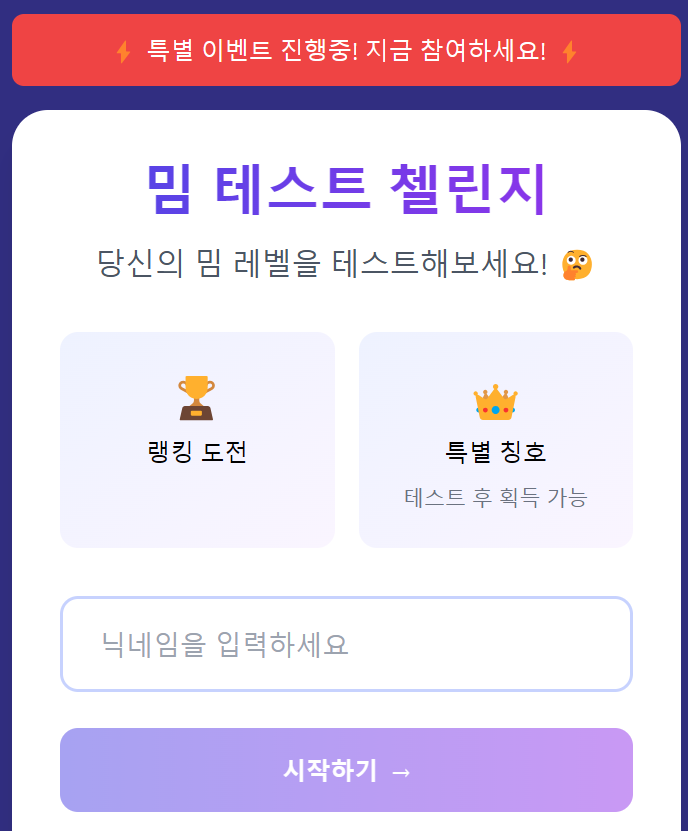 ⚡ 특별 이벤트 진행중! 지금 참여하세요! ⚡
밈 테스트 챌린지
당신의 밈 레벨을 테스트해보세요! 🤔
랭킹 도전
특별 칭호
테스트 후 획득 가능
닉네임을 입력하세요
시작하기 →